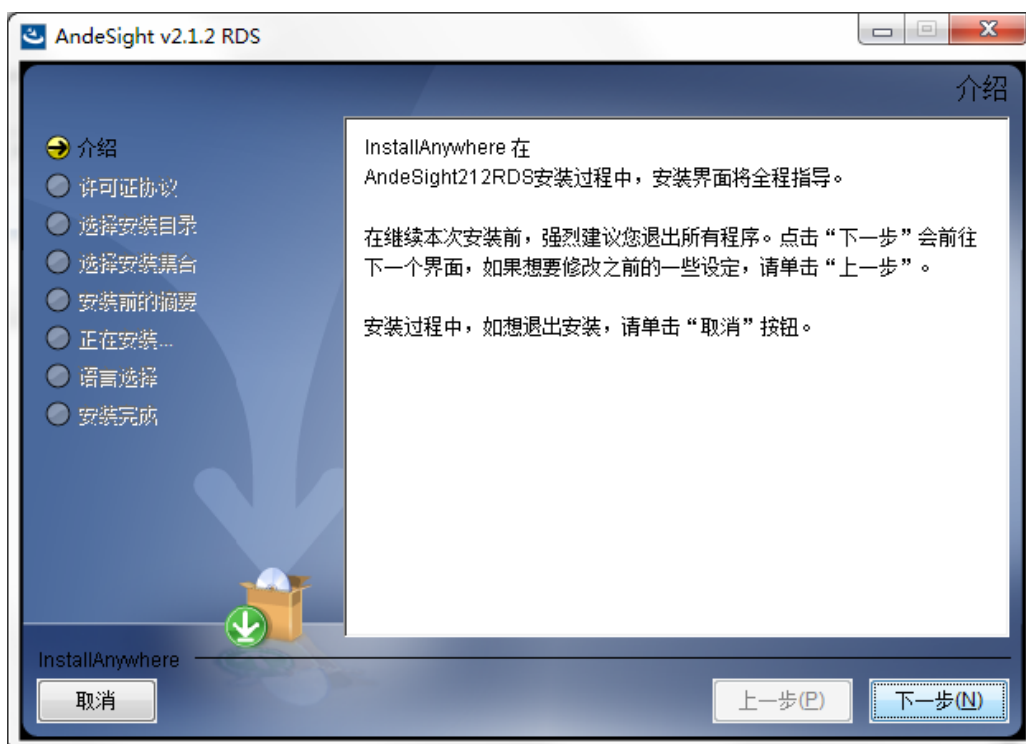 AndeSight v2.1.2 RDS
介绍
介绍
许可证协议
选择安装目录
选择安装集台
安装前的摘要
正在安装...
语言选择
安装完成
InstallAnywhere 在
AndeSight212RDS安装过程中，安装界面将全程指导。
在继续本次安装前，强烈建议您退出所有程序。点击“下一步”会前往
下一个界面，如果想要修改之前的一些设定，请单击“上一步”。
安装过程中，如想退出安装，请单击“取消”按钮。
InstallAnywhere
取消
上一步(P)
下一步(N)